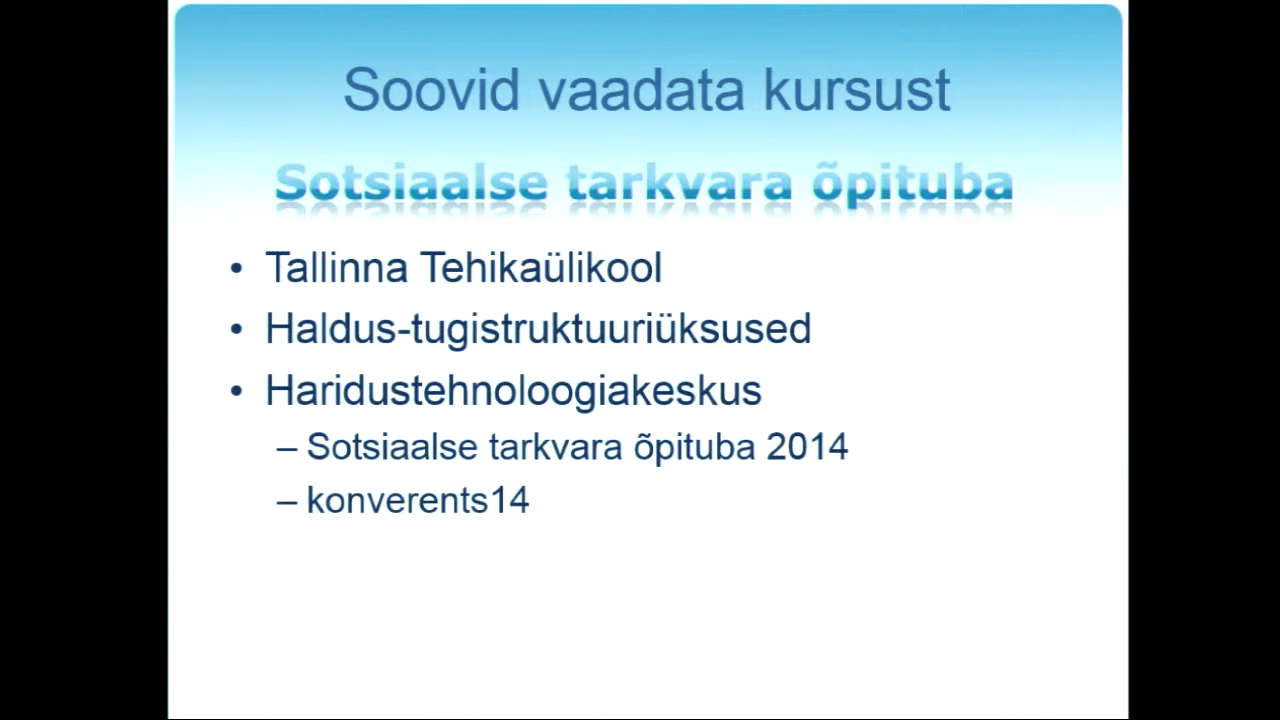 Soovid vaadata kursust
Sotsiaalse tarkvara õpituba
• Tallinna Tehikaülikool
• Haldus-tugistruktuuriüksused
• Haridustehnoloogiakeskus
– Sotsiaalse tarkvara õpituba 2014
– konverents14